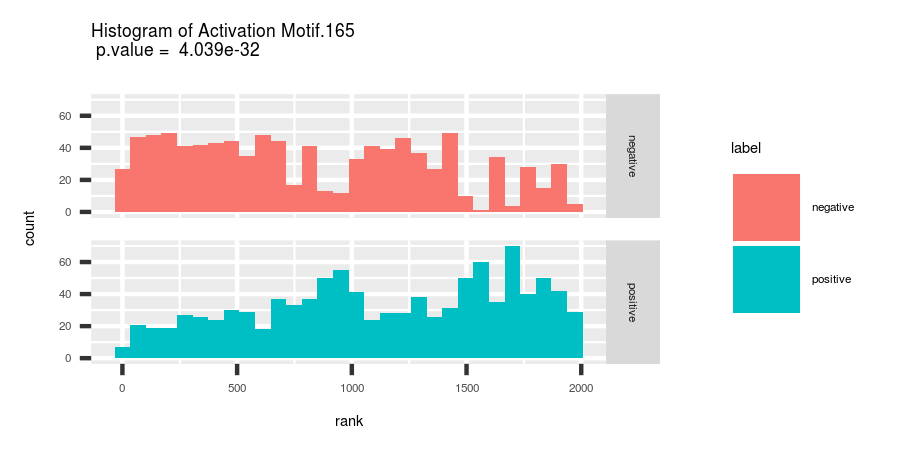 Histogram of Activation Motif.165
p.value = 4.039e-32
count
60
40
20
0
negative
60
40
20
0
positive
0 500 1000 1500 2000
rank
label
negative
positive